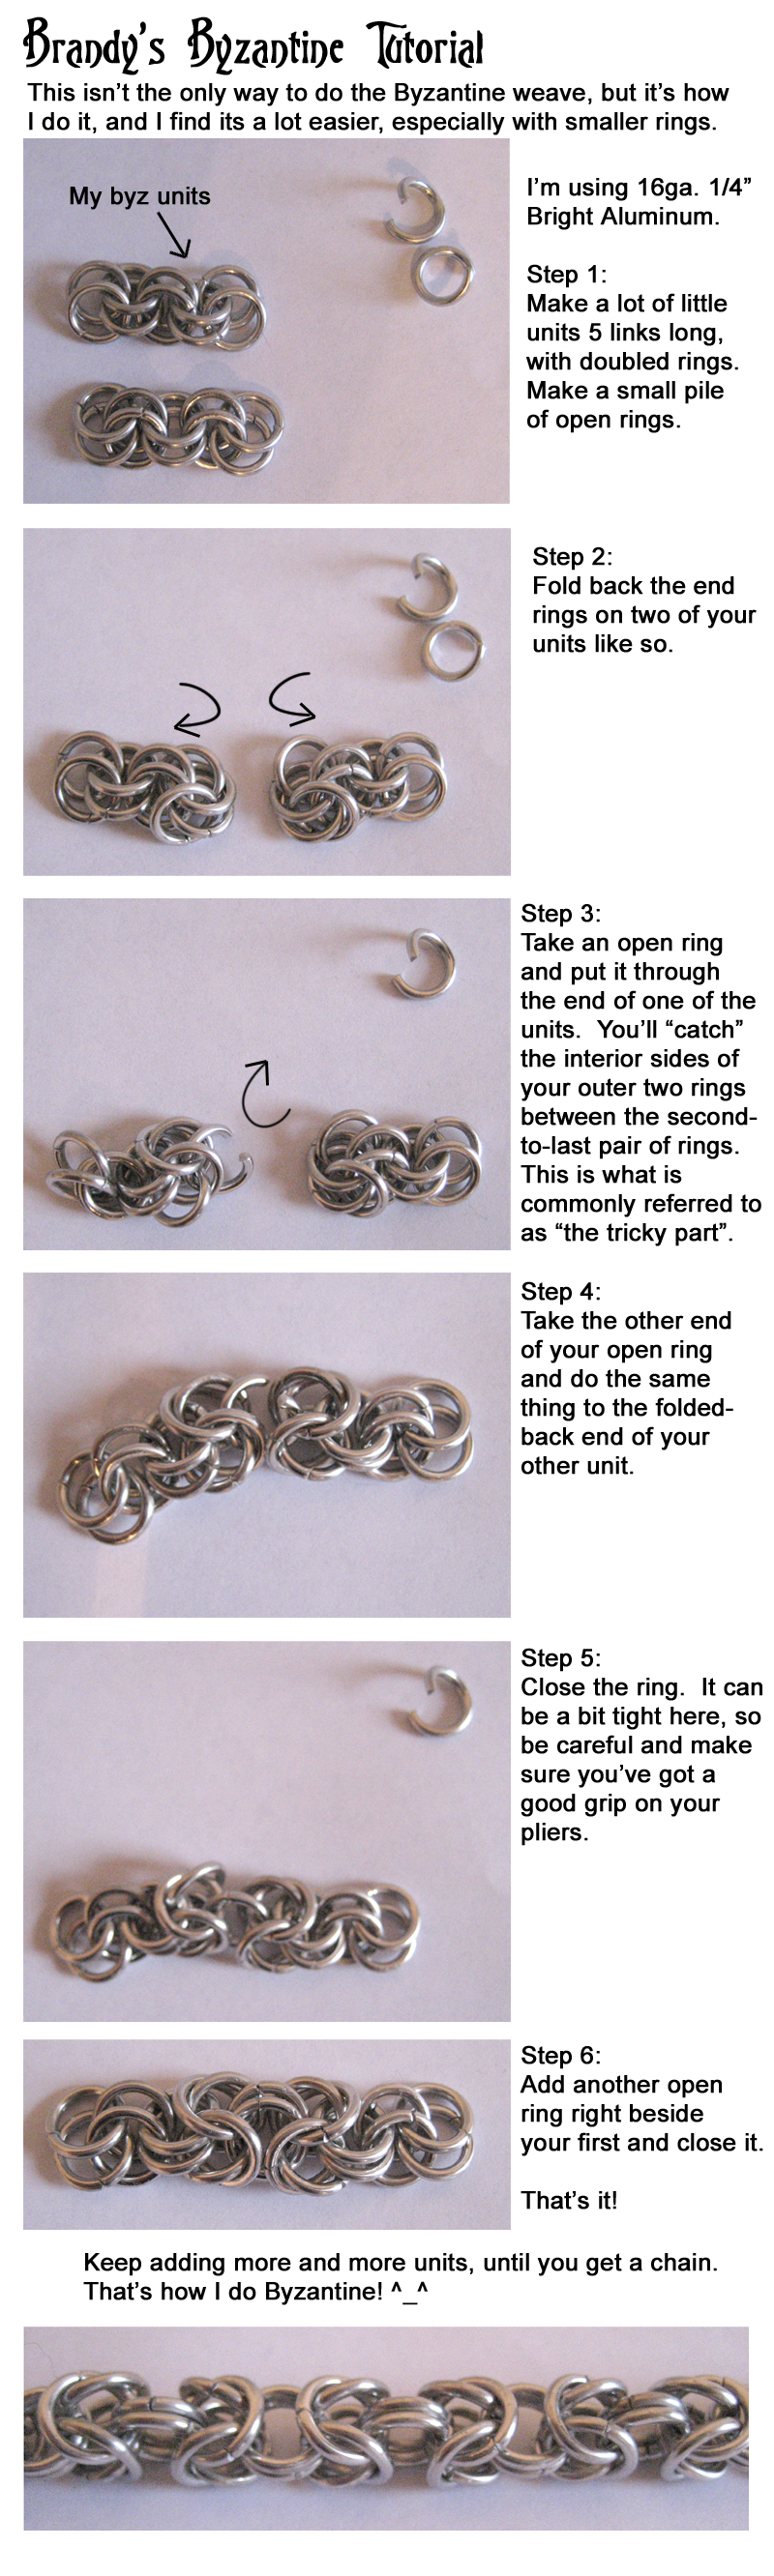 Brandy's Byzantine Tutorial
This isn't the only way to do the Byzantine weave, but it's how
I do it, and I find its a lot easier, especially with smaller rings.
My byz units
I'm using 16ga. 1/4"
Bright Aluminum.
Step 1:
Make a lot of little
units 5 links long,
with doubled rings.
Make a small pile
of open rings.
Step 2:
Fold back the end
rings on two of your
units like so.
Step 3:
Take an open ring
and put it through
the end of one of the
units. You'll “catch”
the interior sides of
your outer two rings
between the second-
to-last pair of rings.
This is what is
commonly referred to
as “the tricky part”.
Step 4:
Take the other end
of your open ring
and do the same
thing to the folded-
back end of your
other unit.
Step 5:
Close the ring. It can
be a bit tight here, so
be careful and make
sure you've got a
good grip on your
pliers.
Step 6:
Add another open
ring right beside
your first and close it.
That's it!
Keep adding more and more units, until you get a chain.
That's how I do Byzantine! ^_^